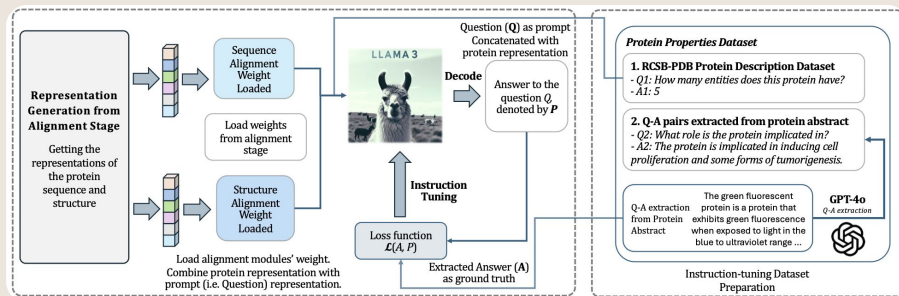 Representation
Generation from
Alignment Stage
Getting the
representations of
the protein
sequence and
structure
Sequence
Alignment
Weight
Loaded
Load weights
from alignment
stage
Structure
Alignment
Weight
Loaded
Load alignment modules' weight.
Combine protein representation with
prompt (i.e. Question) representation.
LLAMA 3
Question (Q) as prompt
Concatenated with
protein representation
Decode
Answer to the
question Q,
denoted by P
Instruction
Tuning
Loss function
ℒ(A, P)
Extracted Answer (A)
as ground truth
Protein Properties Dataset
1. RCSB-PDB Protein Description Dataset
- Q1: How many entities does this protein have?
- A1: 5
2. Q-A pairs extracted from protein abstract
- Q2: What role is the protein implicated in?
- A2: The protein is implicated in inducing cell
proliferation and some forms of tumorigenesis.
Q-A extraction
from Protein
Abstract
The green fluorescent
protein is a protein that
exhibits green fluorescence
when exposed to light in the
blue to ultraviolet range ...
GPT-4o
Q-A extraction
Instruction-tuning Dataset
Preparation